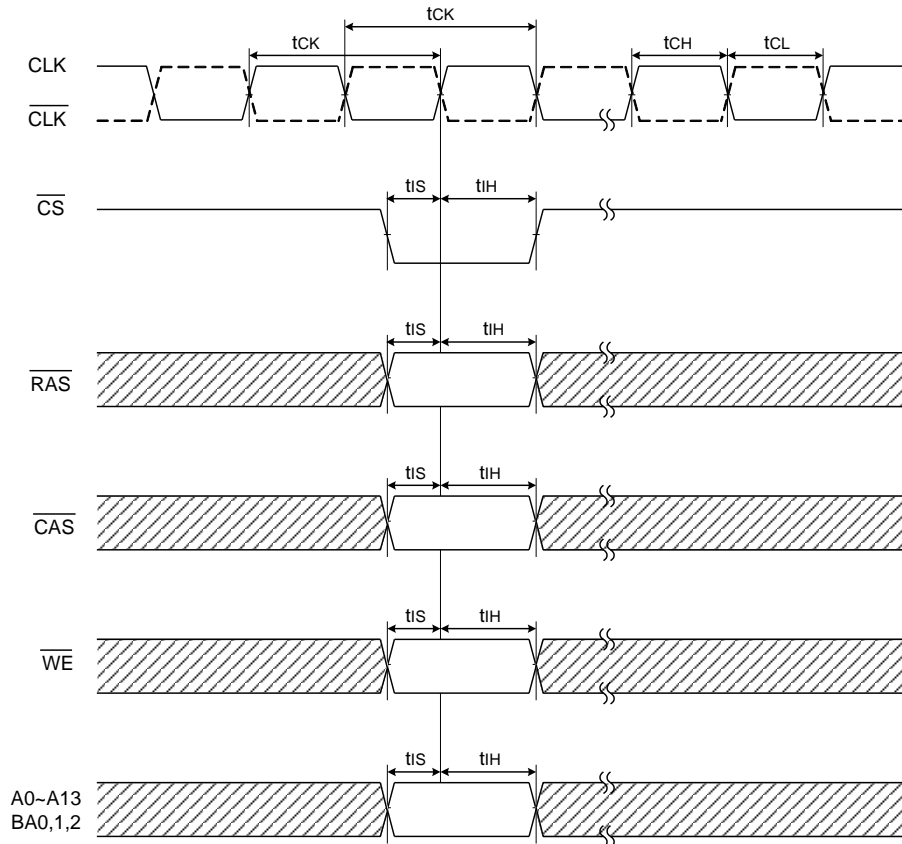 tCK
tCK tCH tCL
CLK
CLK
tIS tIH
CS
tIS tIH
RAS
tIS tIH
CAS
tIS tIH
WE
tIS tIH
A0~A13
BA0,1,2